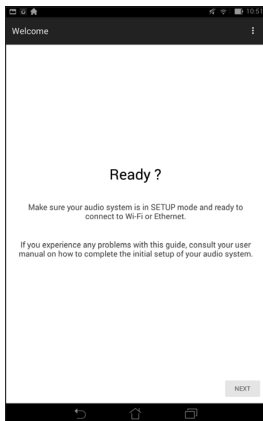 10:51
Welcome
Ready ?
Make sure your audio system is in SETUP mode and ready to
connect to Wi-Fi or Ethernet.
If you experience any problems with this guide, consult your user
manual on how to complete the initial setup of your audio system.
NEXT